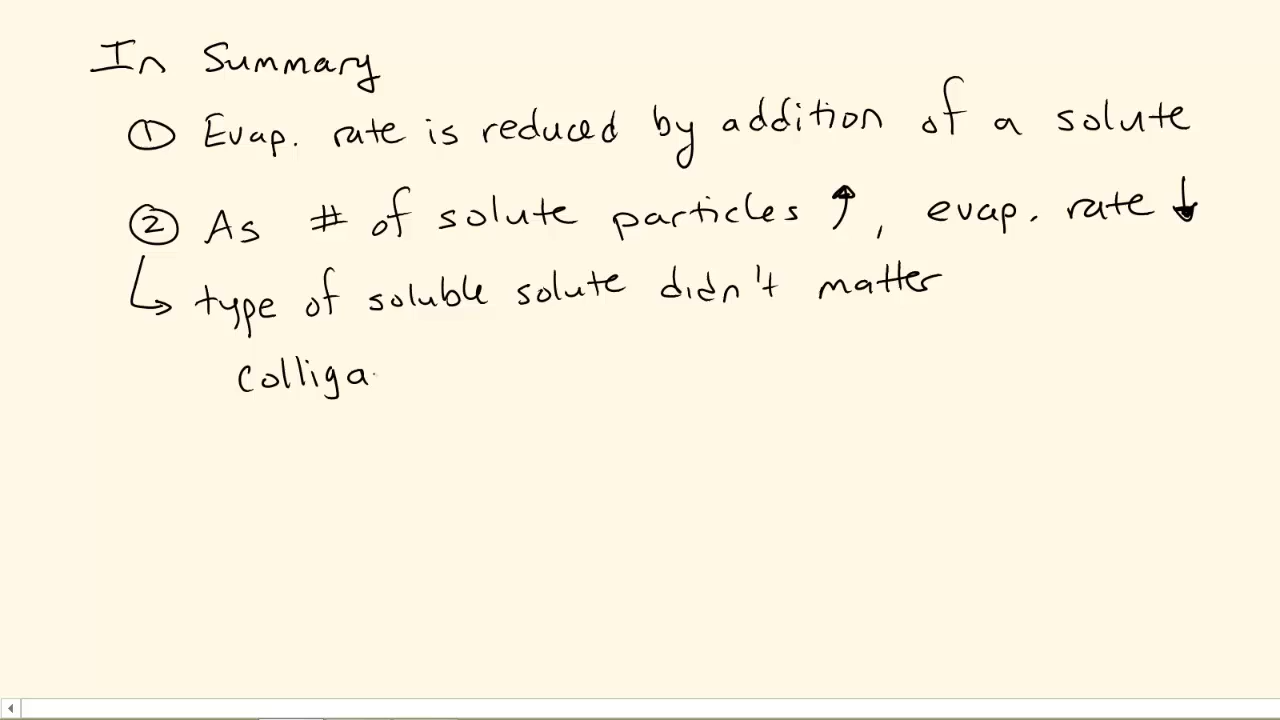 In Summary
① Evap. rate is reduced by addition of a solute
② As # of solute particles ↑, evap. rate ↓
↳ type of soluble solute didn't matter
colliga